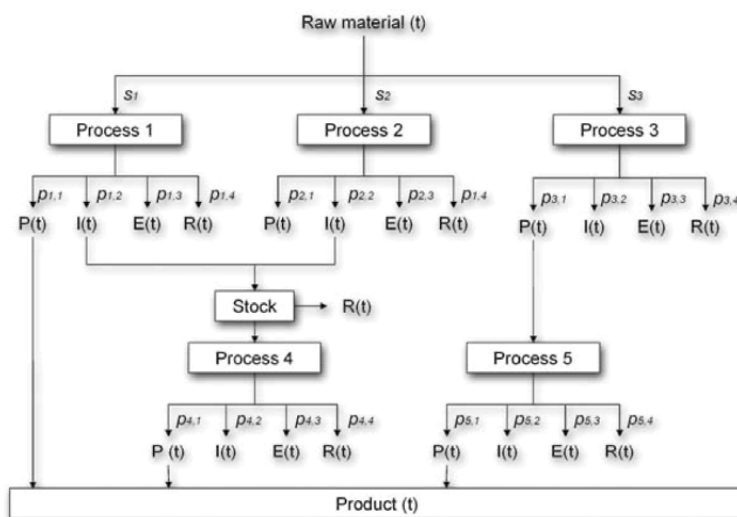 Raw material (t)
s1 s2 s3
Process 1 Process 2 Process 3
p1,1 p1,2 p1,3 p1,4 p2,1 p2,2 p2,3 p1,4 p3,1 p3,2 p3,3 p3,4
P(t) I(t) E(t) R(t) P(t) I(t) E(t) R(t) P(t) I(t) E(t) R(t)
Stock R(t)
Process 4 Process 5
p4,1 p4,2 p4,3 p4,4 p5,1 p5,2 p5,3 p5,4
P (t) I(t) E(t) R(t) P(t) I(t) E(t) R(t)
Product (t)